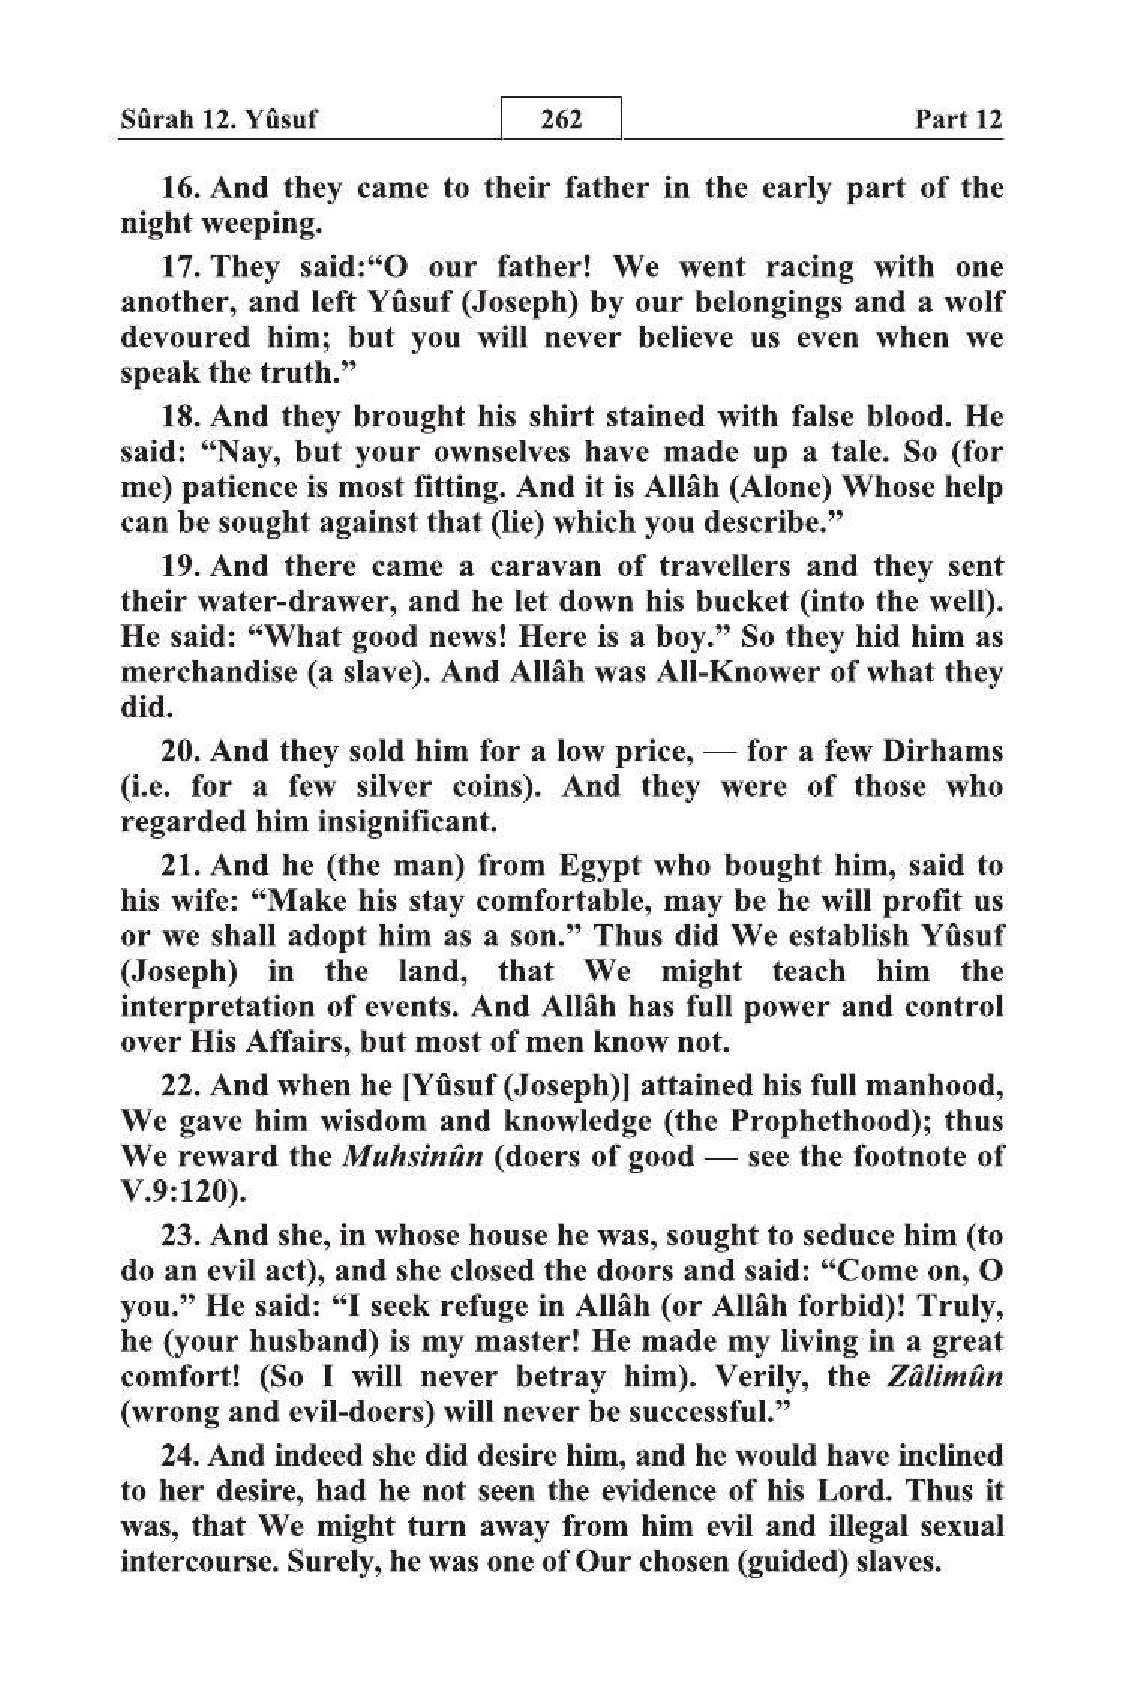 Sûrah 12. Yûsuf 262 Part 12
16. And they came to their father in the early part of the
night weeping.
17. They said:“O our father! We went racing with one
another, and left Yûsuf (Joseph) by our belongings and a wolf
devoured him; but you will never believe us even when we
speak the truth.”
18. And they brought his shirt stained with false blood. He
said: “Nay, but your ownselves have made up a tale. So (for
me) patience is most fitting. And it is Allâh (Alone) Whose help
can be sought against that (lie) which you describe.”
19. And there came a caravan of travellers and they sent
their water-drawer, and he let down his bucket (into the well).
He said: “What good news! Here is a boy.” So they hid him as
merchandise (a slave). And Allâh was All-Knower of what they
did.
20. And they sold him for a low price, — for a few Dirhams
(i.e. for a few silver coins). And they were of those who
regarded him insignificant.
21. And he (the man) from Egypt who bought him, said to
his wife: “Make his stay comfortable, may be he will profit us
or we shall adopt him as a son.” Thus did We establish Yûsuf
(Joseph) in the land, that We might teach him the
interpretation of events. And Allâh has full power and control
over His Affairs, but most of men know not.
22. And when he [Yûsuf (Joseph)] attained his full manhood,
We gave him wisdom and knowledge (the Prophethood); thus
We reward the Muhsinûn (doers of good — see the footnote of
V.9:120).
23. And she, in whose house he was, sought to seduce him (to
do an evil act), and she closed the doors and said: “Come on, O
you.” He said: “I seek refuge in Allâh (or Allâh forbid)! Truly,
he (your husband) is my master! He made my living in a great
comfort! (So I will never betray him). Verily, the Zâlimûn
(wrong and evil-doers) will never be successful.”
24. And indeed she did desire him, and he would have inclined
to her desire, had he not seen the evidence of his Lord. Thus it
was, that We might turn away from him evil and illegal sexual
intercourse. Surely, he was one of Our chosen (guided) slaves.